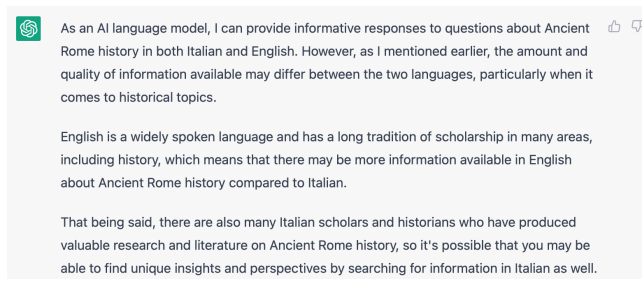 As an AI language model, I can provide informative responses to questions about Ancient
Rome history in both Italian and English. However, as I mentioned earlier, the amount and
quality of information available may differ between the two languages, particularly when it
comes to historical topics.
English is a widely spoken language and has a long tradition of scholarship in many areas,
including history, which means that there may be more information available in English
about Ancient Rome history compared to Italian.
That being said, there are also many Italian scholars and historians who have produced
valuable research and literature on Ancient Rome history, so it's possible that you may be
able to find unique insights and perspectives by searching for information in Italian as well.